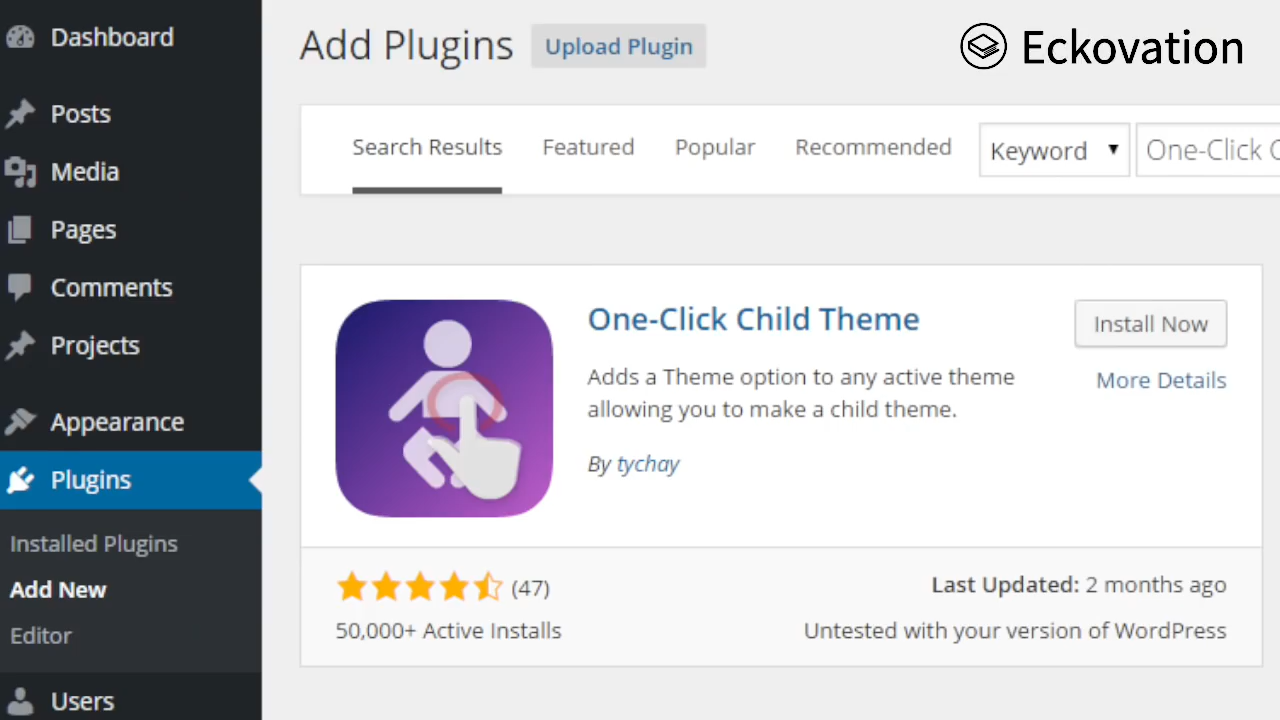 Dashboard
Posts
Media
Pages
Comments
Projects
Appearance
Plugins
Installed Plugins
Add New
Editor
Users
Add Plugins Upload Plugin
Eckovation
Search Results Featured Popular Recommended Keyword One-Click
One-Click Child Theme
Install Now
More Details
Adds a Theme option to any active theme
allowing you to make a child theme.
By tychay
(47)
50,000+ Active Installs
Last Updated: 2 months ago
Untested with your version of WordPress